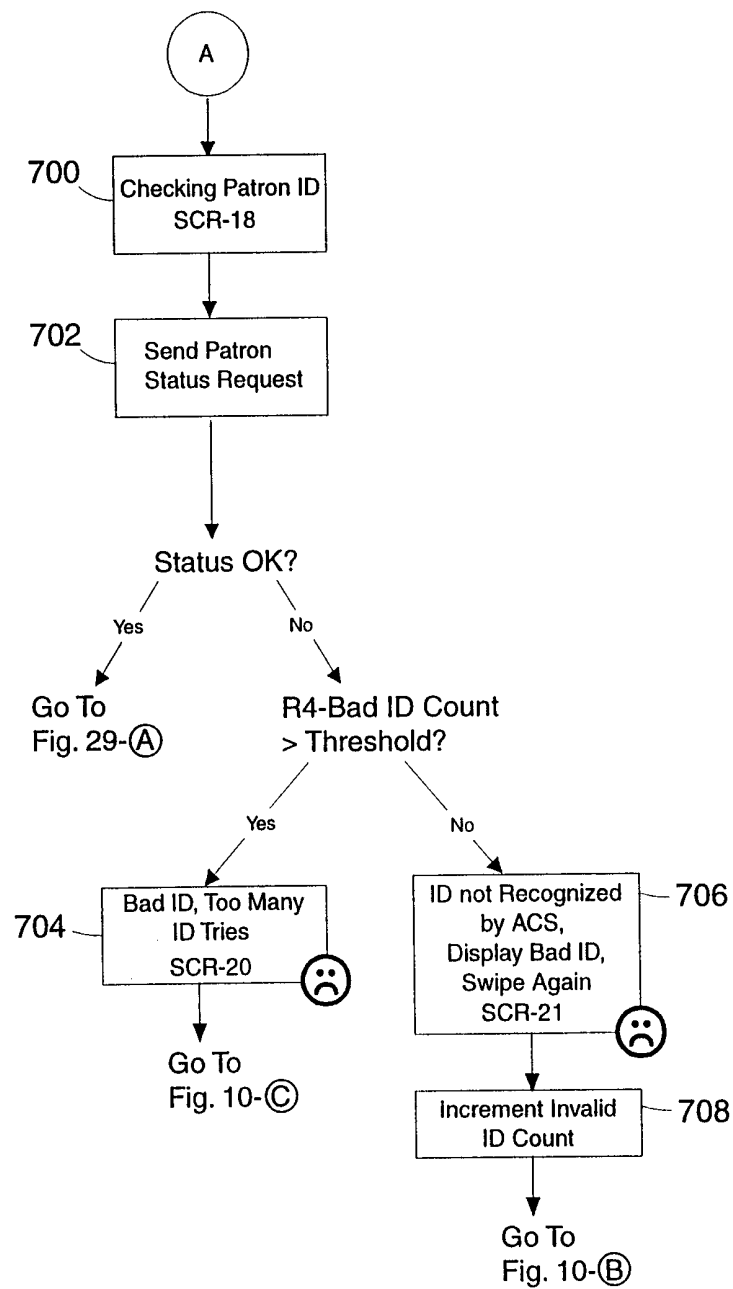 A
700
Checking Patron ID
SCR-18
702
Send Patron
Status Request
Status OK?
Yes
No
Go To
Fig. 29-Ⓐ
R4-Bad ID Count
> Threshold?
Yes
No
704
Bad ID, Too Many
ID Tries
SCR-20
706
ID not Recognized
by ACS,
Display Bad ID,
Swipe Again
SCR-21
Go To
Fig. 10-Ⓒ
708
Increment Invalid
ID Count
Go To
Fig. 10-Ⓑ